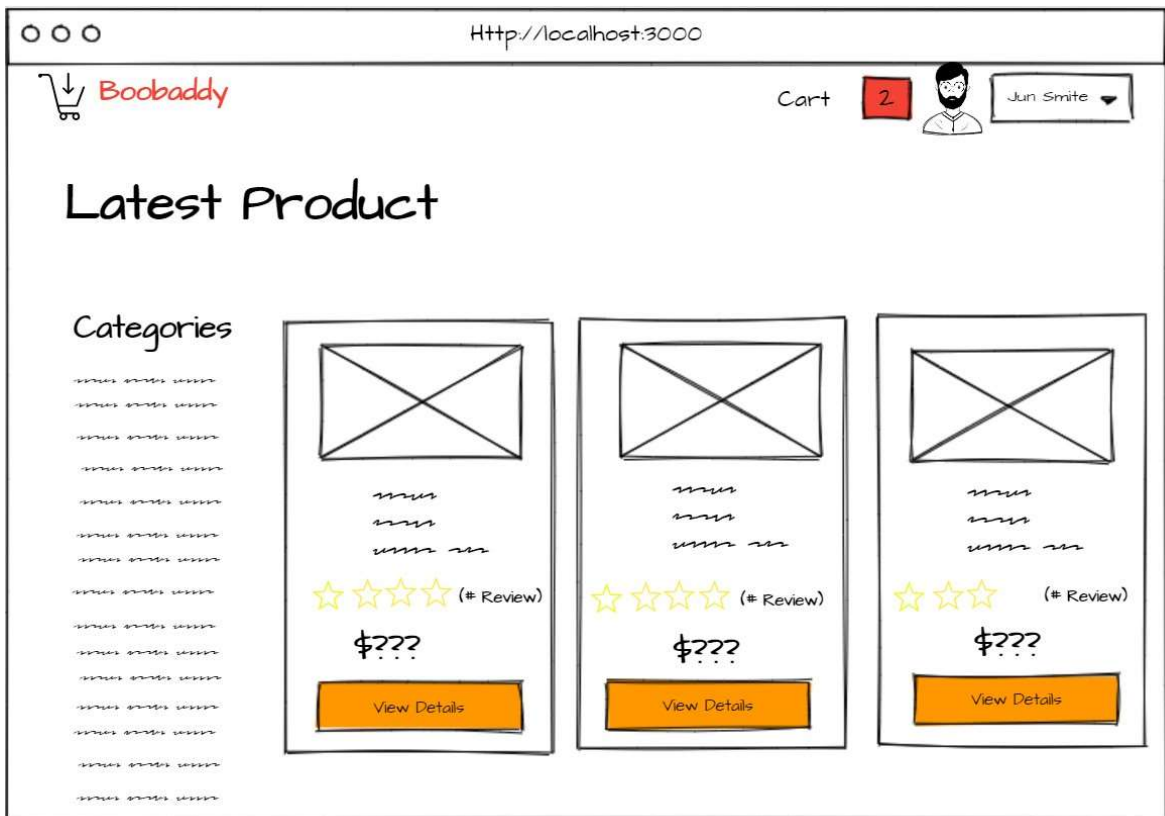 Http://localhost:3000
Boobaddy
Cart 2 Jun Smite
Latest Product
Categories
(# Review)
$???
View Details
(# Review)
$???
View Details
(# Review)
$???
View Details